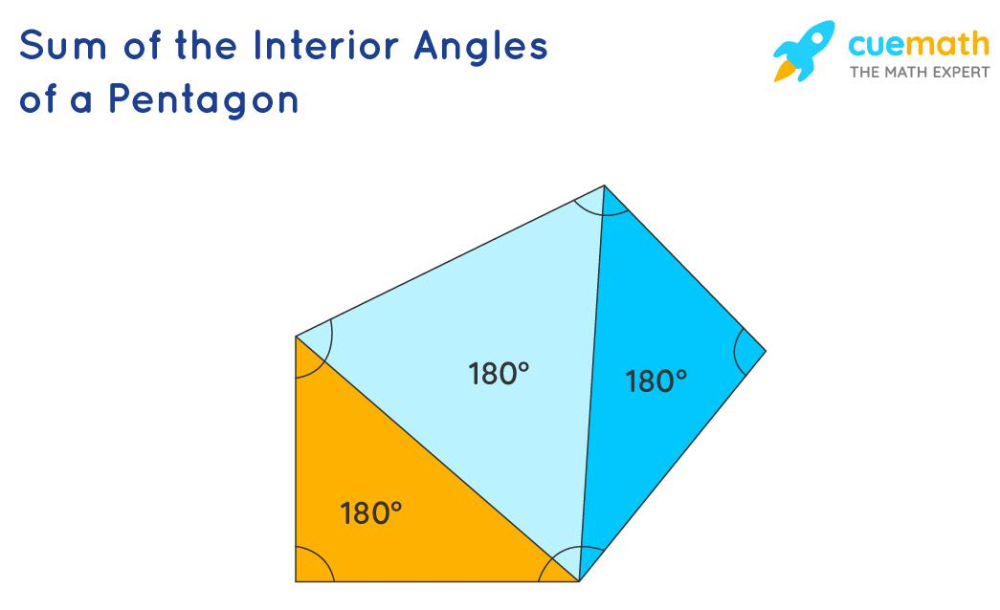 Sum of the Interior Angles
of a Pentagon
cuemath
THE MATH EXPERT
180°
180°
180°